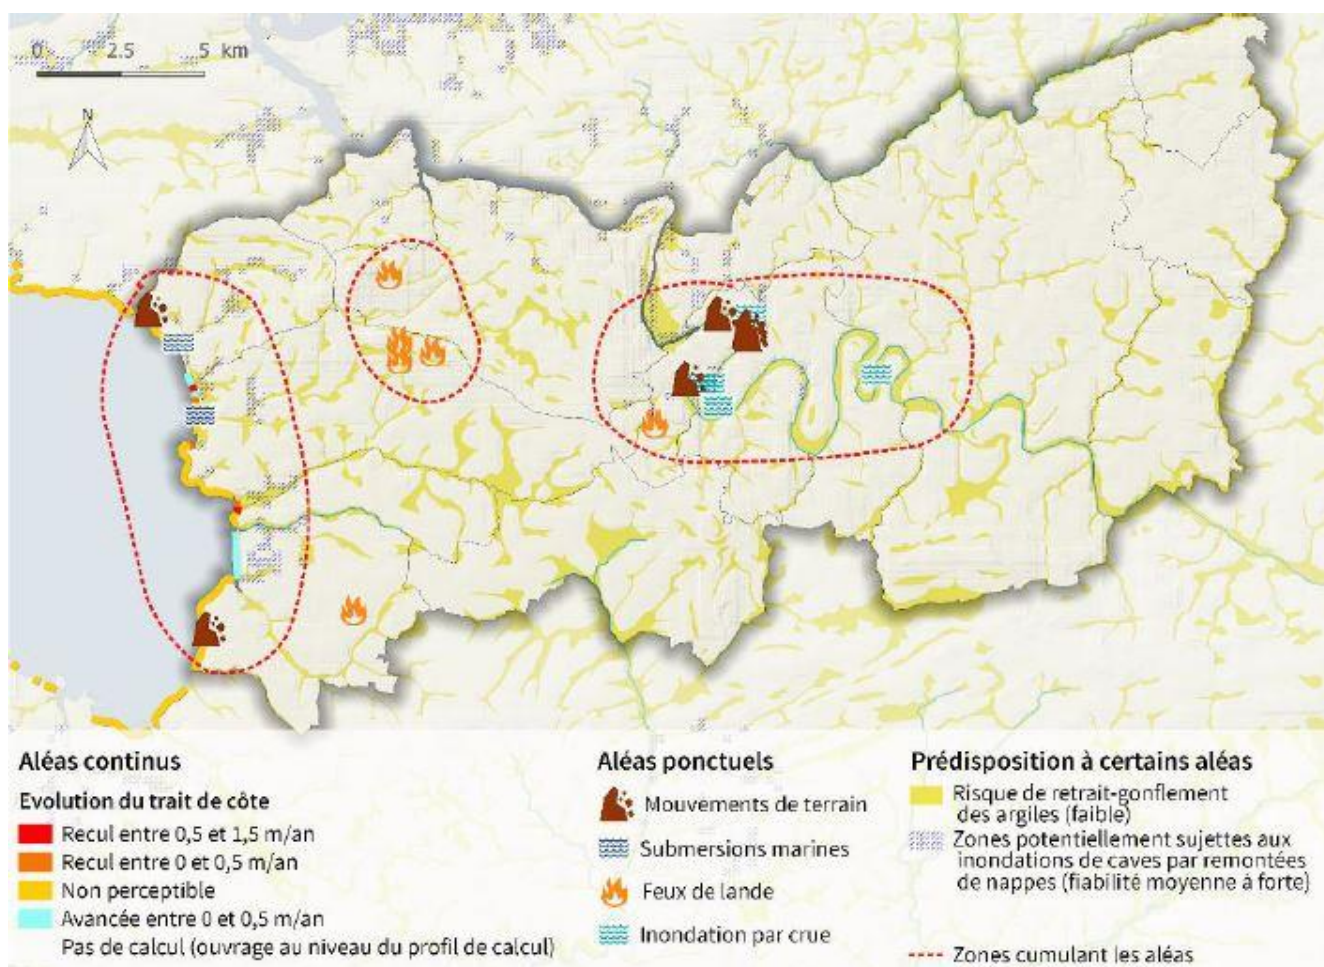 0 2.5 5 km
N
Aléas continus
Evolution du trait de côte
Recul entre 0,5 et 1,5 m/an
Recul entre 0 et 0,5 m/an
Non perceptible
Avancée entre 0 et 0,5 m/an
Pas de calcul (ouvrage au niveau du profil de calcul)
Aléas ponctuels
Mouvements de terrain
Submersions marines
Feux de lande
Inondation par crue
Prédisposition à certains aléas
Risque de retrait-gonflement
des argiles (faible)
Zones potentiellement sujettes aux
inondations de caves par remontées
de nappes (fiabilité moyenne à forte)
Zones cumulant les aléas